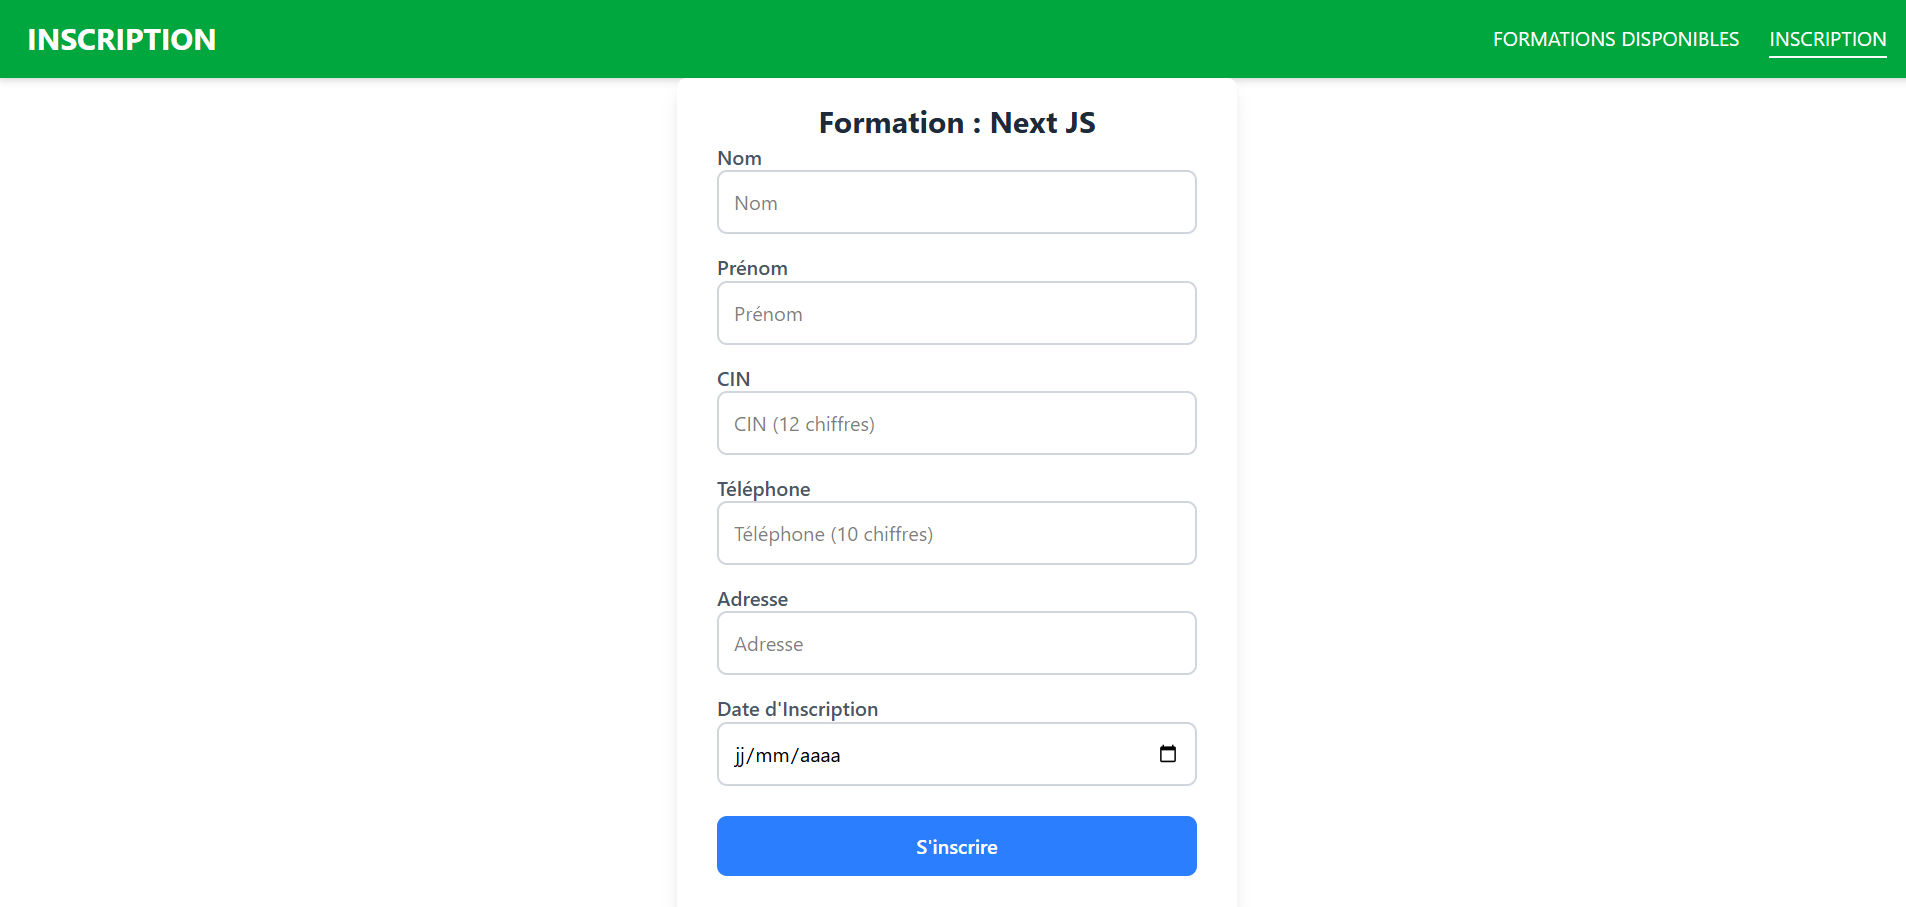 INSCRIPTION
FORMATIONS DISPONIBLES
INSCRIPTION
Formation : Next JS
Nom
Nom
Prénom
Prénom
CIN
CIN (12 chiffres)
Téléphone
Téléphone (10 chiffres)
Adresse
Adresse
Date d'Inscription
jj/mm/aaaa
S'inscrire